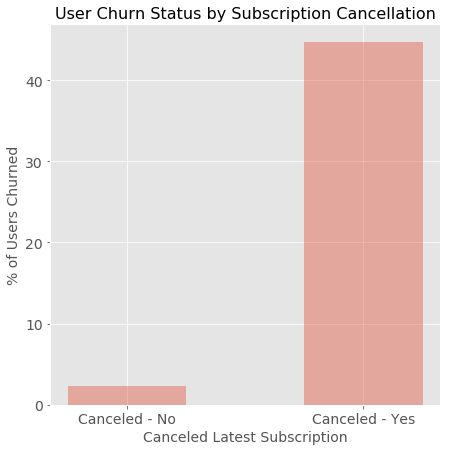 User Churn Status by Subscription Cancellation
% of Users Churned
40
30
20
10
0
Canceled - No
Canceled - Yes
Canceled Latest Subscription